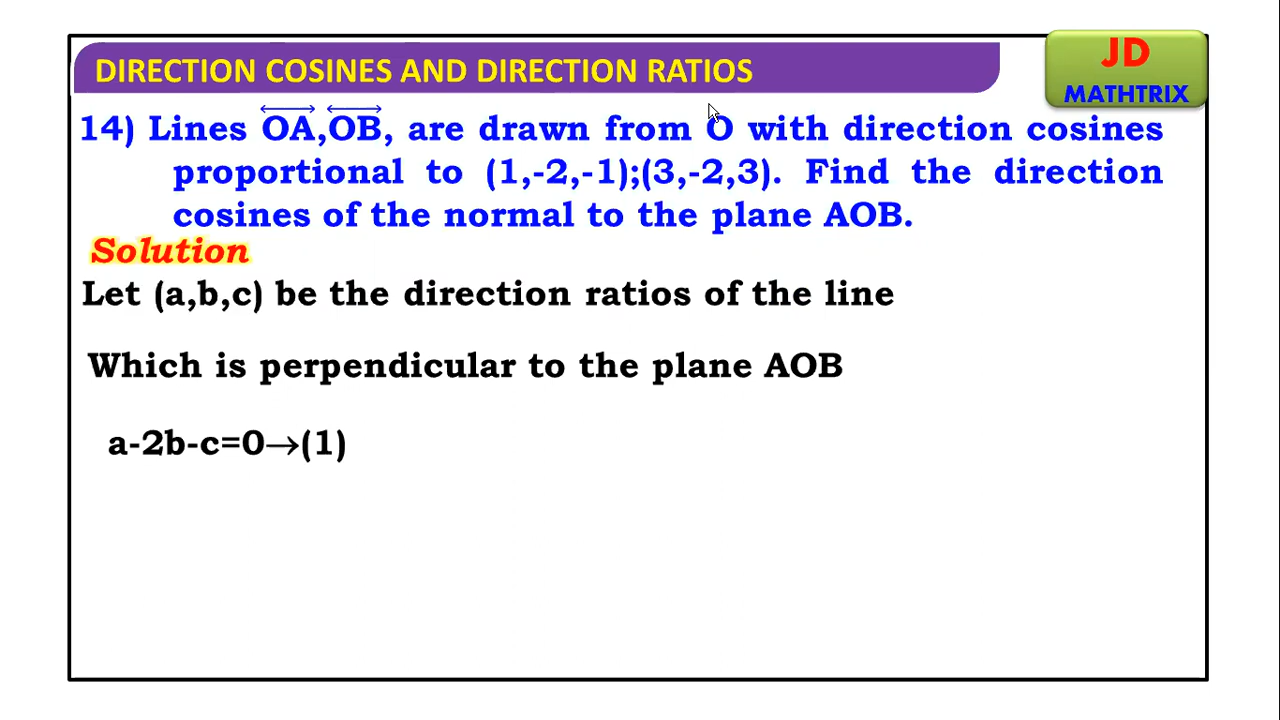 DIRECTION COSINES AND DIRECTION RATIOS
JD
MATHTRIX
14) Lines OA,OB, are drawn from O with direction cosines
proportional to (1,-2,-1);(3,-2,3). Find the direction
cosines of the normal to the plane AOB.
Solution
Let (a,b,c) be the direction ratios of the line
Which is perpendicular to the plane AOB
a-2b-c=0→(1)